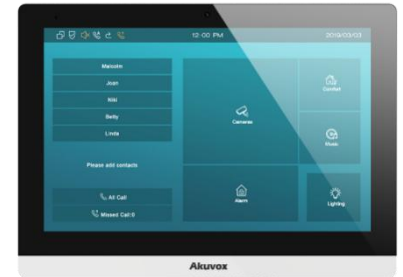 12:00 PM
2019/03/03
Malcolm
Joan
Niki
Betty
Linda
Please add contacts
All Call
Missed Call:0
Cameras
Comfort
Music
Alarm
Lighting
Akuvox